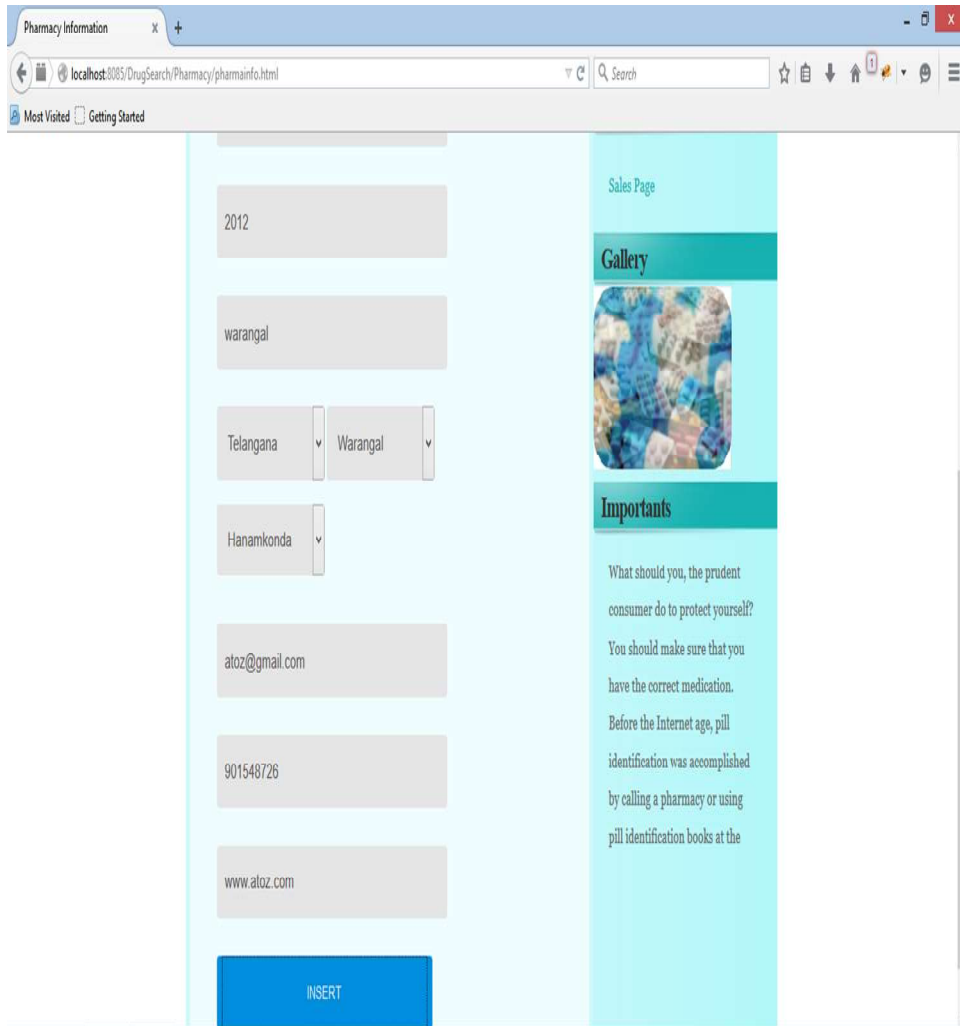 Pharmacy Information x +
localhost:8085/DrugSearch/Pharmacy/pharmainfo.html
Search
1
Most Visited Getting Started
2012
warangal
Telangana Warangal
Hanamkonda
atoz@gmail.com
901548726
www.atoz.com
INSERT
Sales Page
Gallery
Importants
What should you, the prudent
consumer do to protect yourself?
You should make sure that you
have the correct medication.
Before the Internet age, pill
identification was accomplished
by calling a pharmacy or using
pill identification books at the